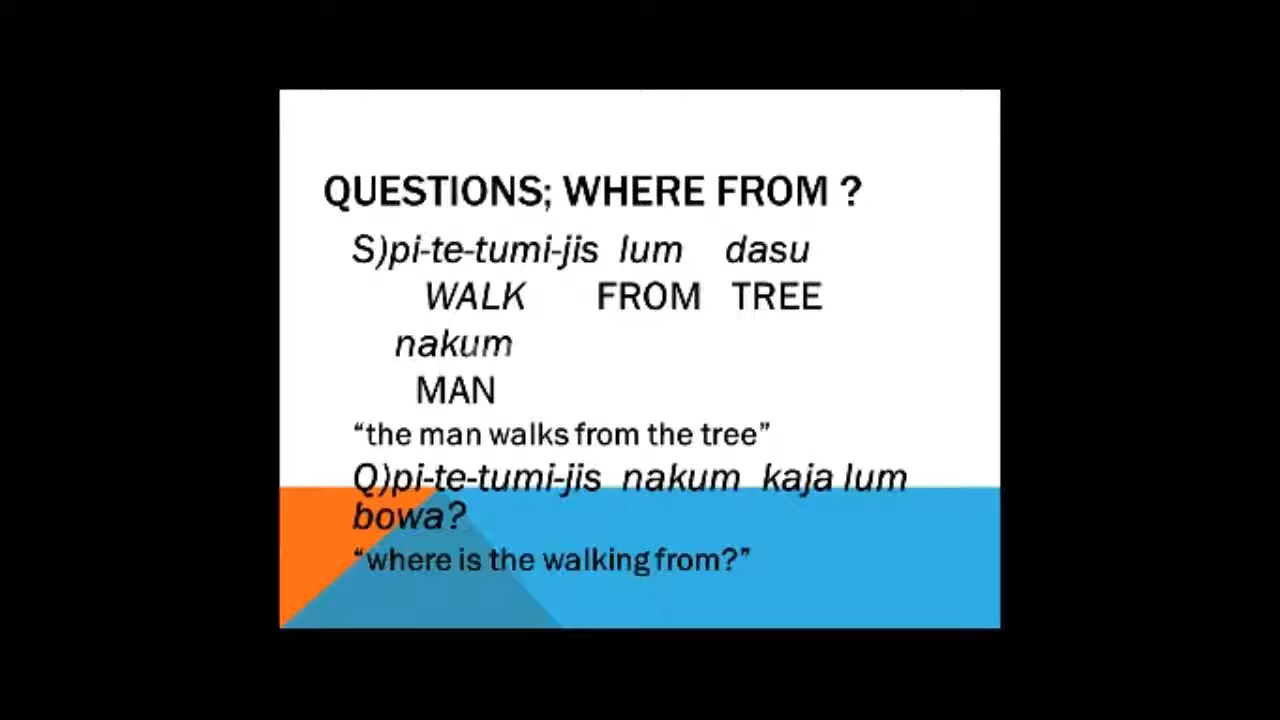 QUESTIONS; WHERE FROM ?
S)pi-te-tumi-jis lum dasu
WALK FROM TREE
nakum
MAN
“the man walks from the tree”
Q)pi-te-tumi-jis nakum kaja lum
bowa?
“where is the walking from?”